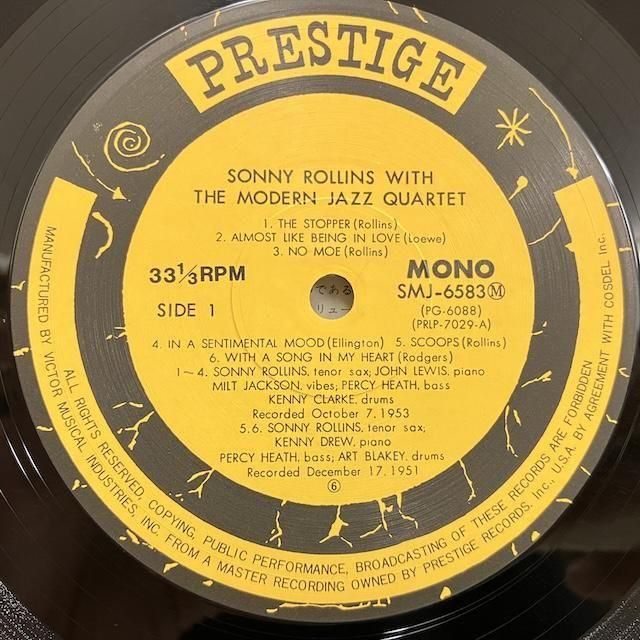 PRESTIGE
SONNY ROLLINS WITH
THE MODERN JAZZ QUARTET
1. THE STOPPER (Rollins)
2. ALMOST LIKE BEING IN LOVE (Loewe)
3. NO MOE (Rollins)
33⅓RPM
SIDE 1
MONO
SMJ-6583Ⓜ
(PG-6088)
(PRLP-7029-A)
である
リュー
4. IN A SENTIMENTAL MOOD (Ellington) 5. SCOOPS (Rollins)
6. WITH A SONG IN MY HEART (Rodgers)
1~4. SONNY ROLLINS, tenor sax; JOHN LEWIS, piano
MILT JACKSON, vibes; PERCY HEATH, bass
KENNY CLARKE, drums
Recorded October 7, 1953
5.6. SONNY ROLLINS, tenor sax;
KENNY DREW, piano
PERCY HEATH, bass; ART BLAKEY, drums
Recorded December 17, 1951
⑥
MANUFACTURED BY VICTOR MUSICAL INDUSTRIES, INC. FROM A MASTER RECORDING OWNED BY PRESTIGE RECORDS, Inc., U.S.A. BY AGREEMENT WITH COSDEL Inc.
ALL RIGHTS RESERVED, COPYING, PUBLIC PERFORMANCE, BROADCASTING OF THESE RECORDS ARE FORBIDDEN